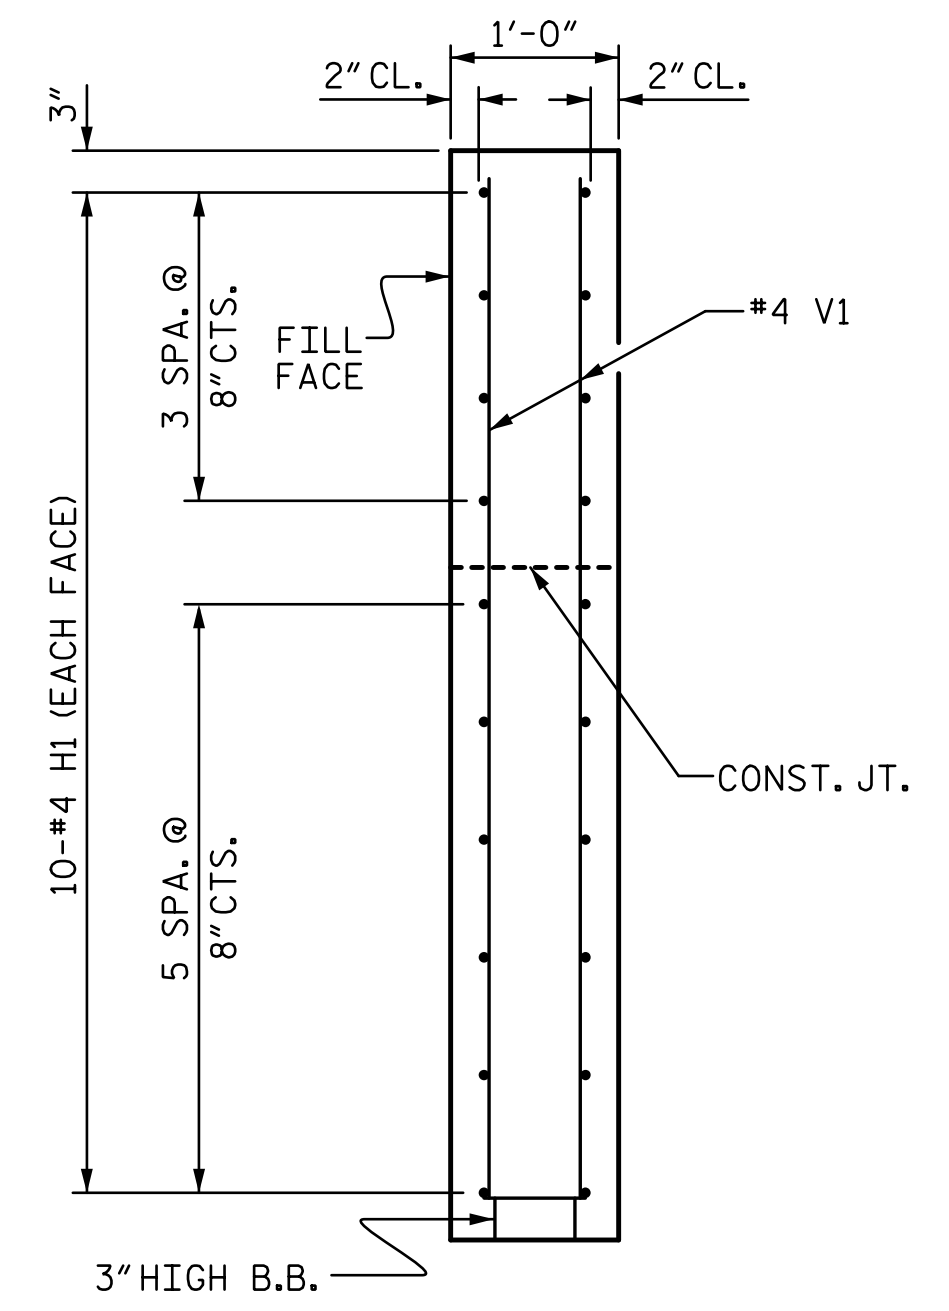 1'-0"
2" CL.
2" CL.
3"
3 SPA. @
8" CTS.
FILL
FACE
#4 V1
10-#4 H1 (EACH FACE)
CONST. JT.
5 SPA. @
8" CTS.
3" HIGH B.B.